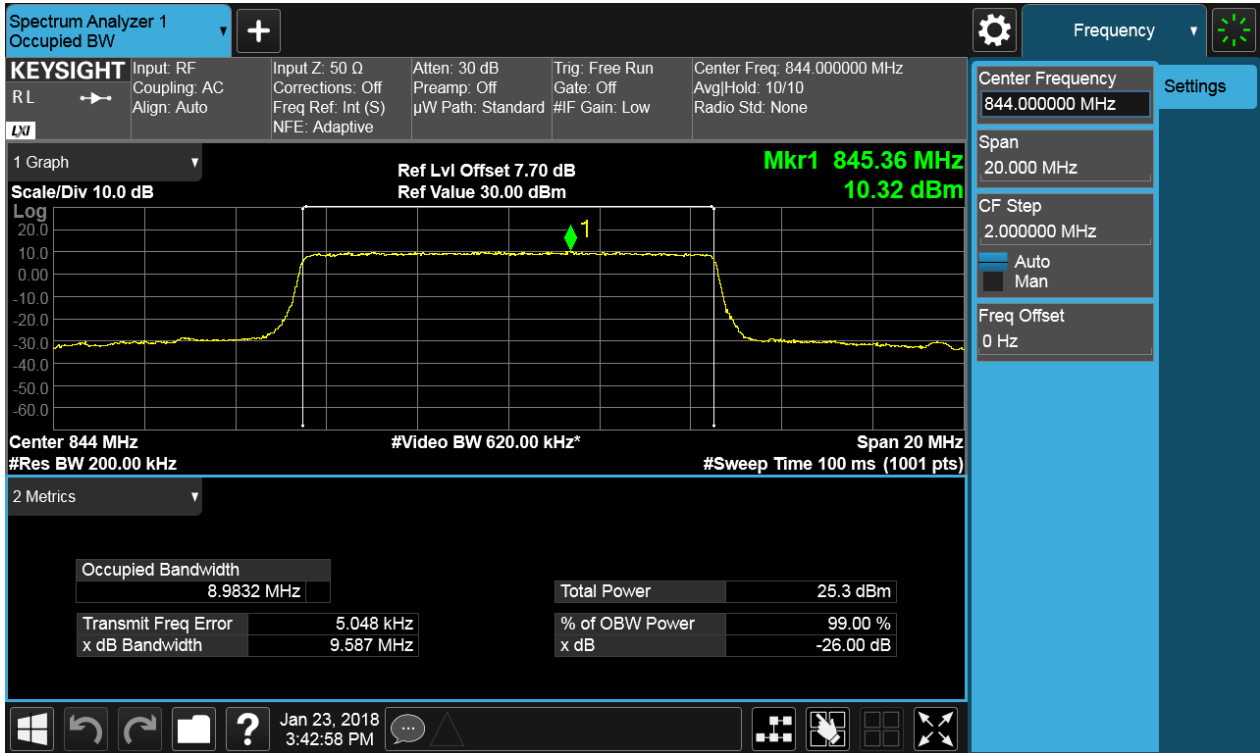 Spectrum Analyzer 1
Occupied BW
+
Frequency
KEYSIGHT
R L
LXI
Input: RF
Coupling: AC
Align: Auto
Input Z: 50 Ω
Corrections: Off
Freq Ref: Int (S)
NFE: Adaptive
Atten: 30 dB
Preamp: Off
µW Path: Standard
Trig: Free Run
Gate: Off
#IF Gain: Low
Center Freq: 844.000000 MHz
Avg|Hold: 10/10
Radio Std: None
Center Frequency
844.000000 MHz
Settings
Span
20.000 MHz
CF Step
2.000000 MHz
Auto
Man
Freq Offset
0 Hz
1 Graph
Scale/Div 10.0 dB
Ref Lvl Offset 7.70 dB
Ref Value 30.00 dBm
Mkr1 845.36 MHz
10.32 dBm
Log
20.0
10.0
0.00
-10.0
-20.0
-30.0
-40.0
-50.0
-60.0
1
Center 844 MHz
#Video BW 620.00 kHz*
Span 20 MHz
#Res BW 200.00 kHz
#Sweep Time 100 ms (1001 pts)
2 Metrics
Occupied Bandwidth
8.9832 MHz
Total Power 25.3 dBm
Transmit Freq Error 5.048 kHz
% of OBW Power 99.00 %
x dB Bandwidth 9.587 MHz
x dB -26.00 dB
?
Jan 23, 2018
3:42:58 PM